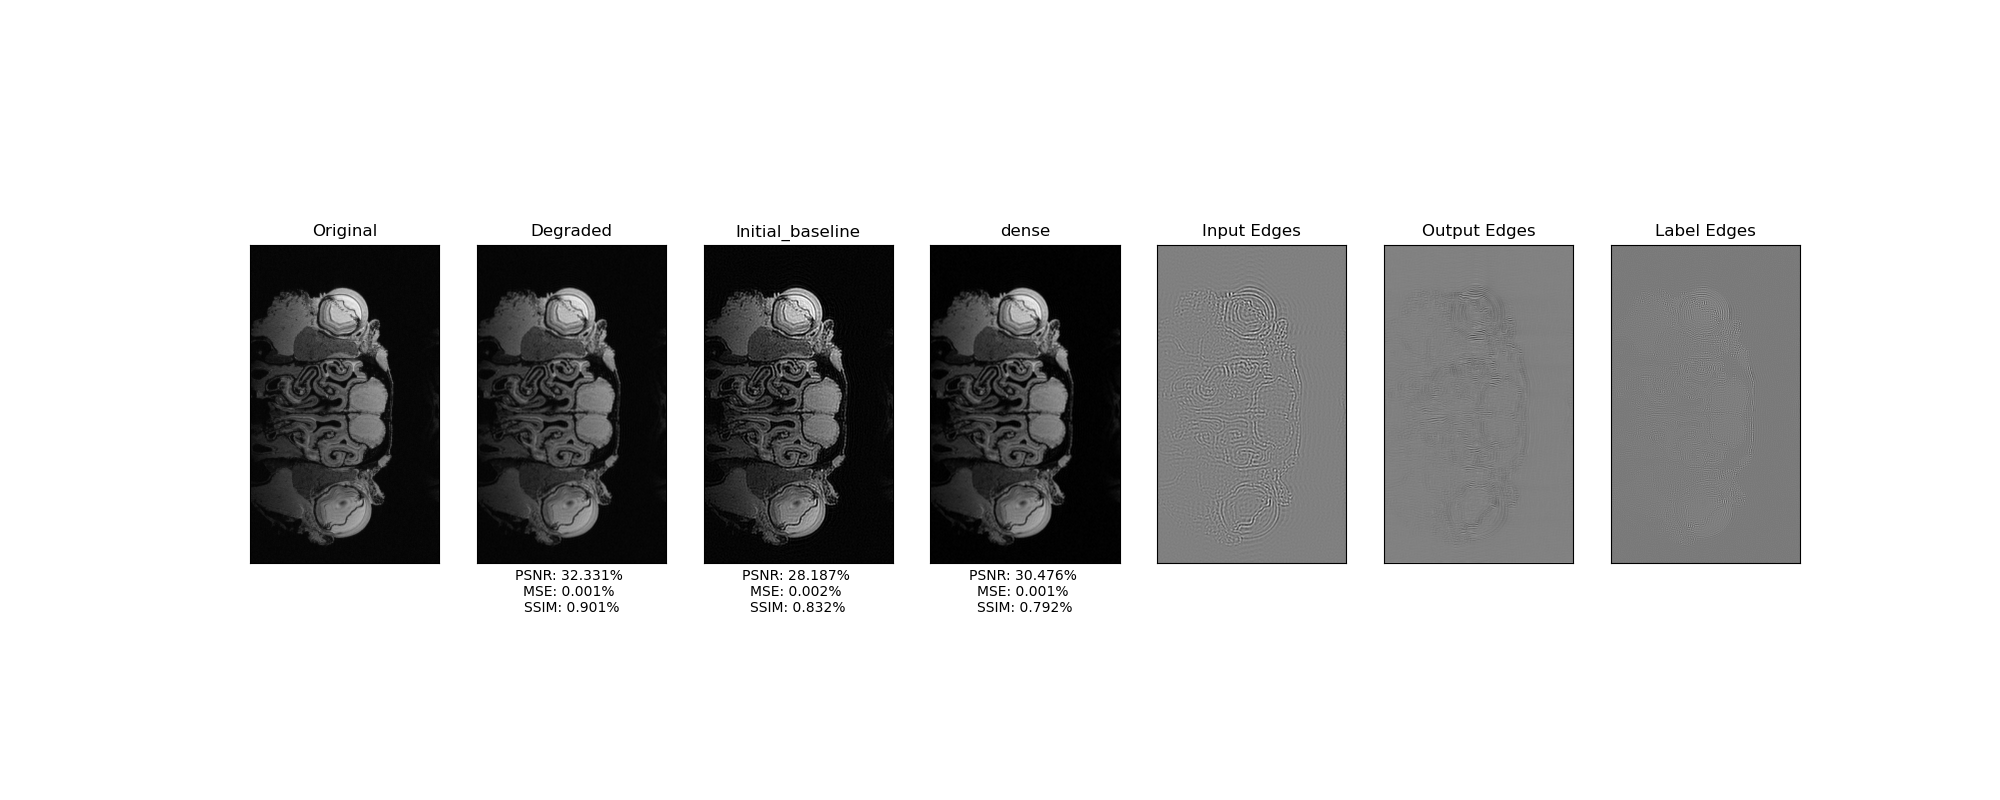 Original
Degraded
Initial_baseline
dense
Input Edges
Output Edges
Label Edges
PSNR: 32.331%
MSE: 0.001%
SSIM: 0.901%
PSNR: 28.187%
MSE: 0.002%
SSIM: 0.832%
PSNR: 30.476%
MSE: 0.001%
SSIM: 0.792%